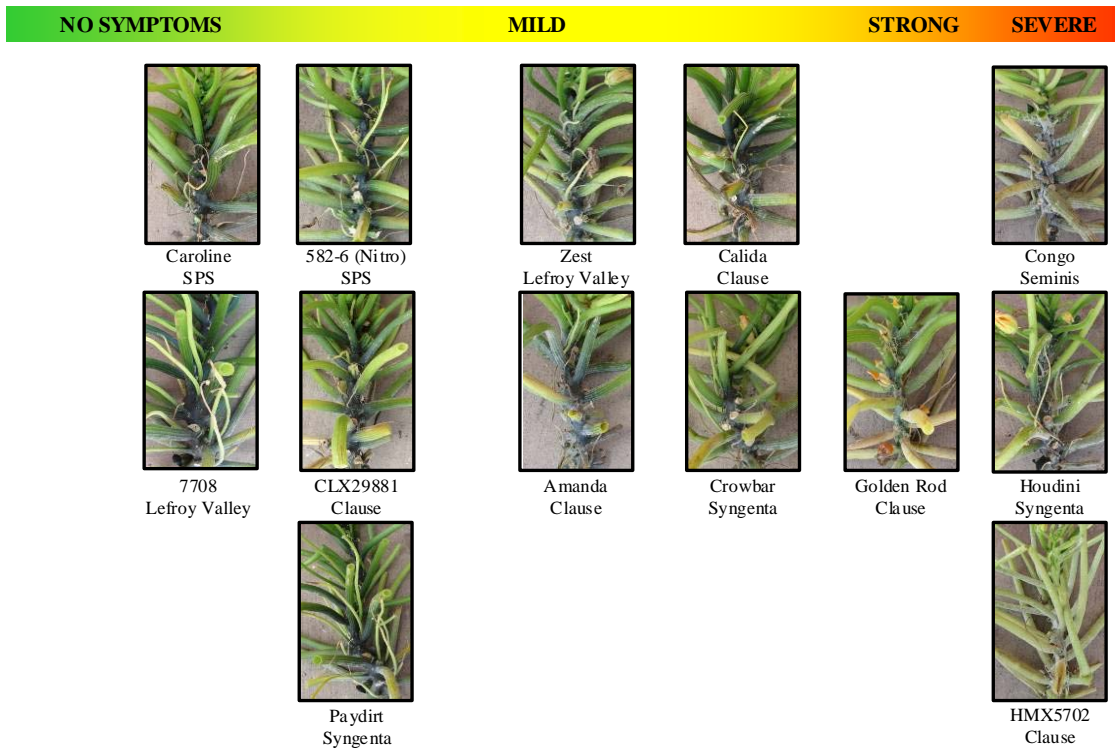 NO SYMPTOMS MILD STRONG SEVERE
Caroline
SPS
582-6 (Nitro)
SPS
Zest
Lefroy Valley
Calida
Clause
Congo
Seminis
7708
Lefroy Valley
CLX29881
Clause
Amanda
Clause
Crowbar
Syngenta
Golden Rod
Clause
Houdini
Syngenta
Paydirt
Syngenta
HMX5702
Clause